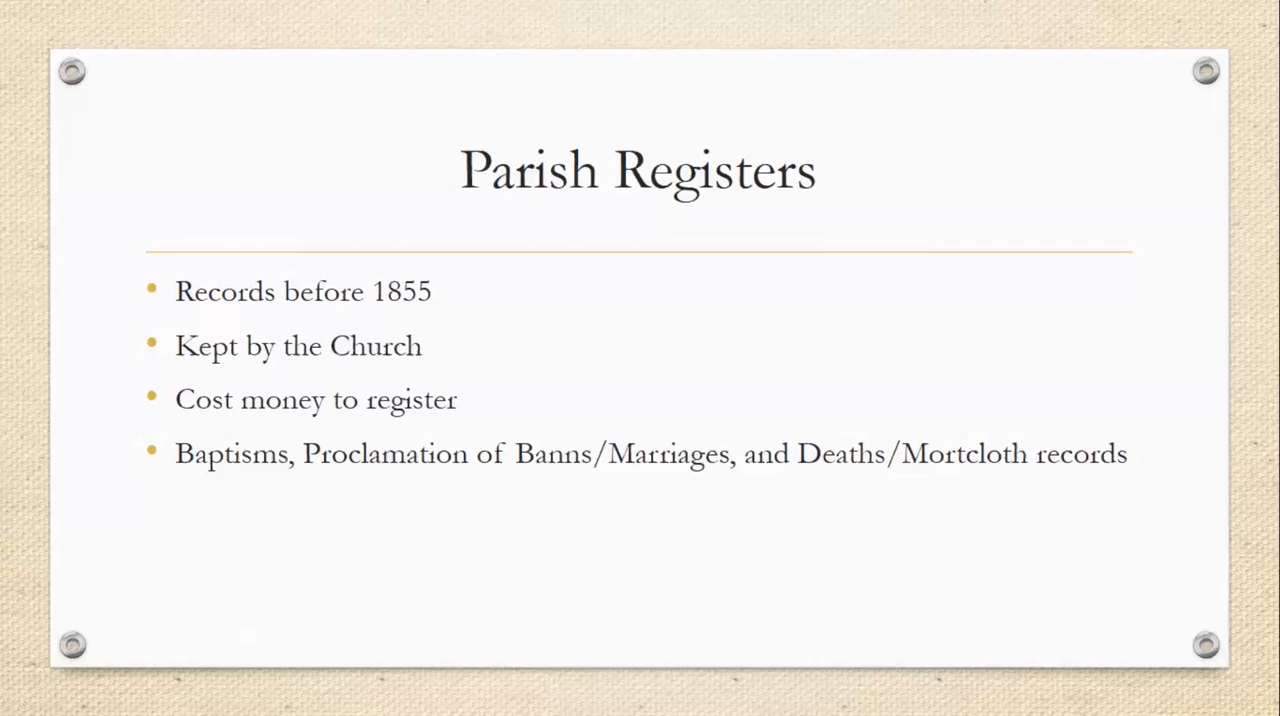 Parish Registers
• Records before 1855
• Kept by the Church
• Cost money to register
• Baptisms, Proclamation of Banns/Marriages, and Deaths/Mortcloth records